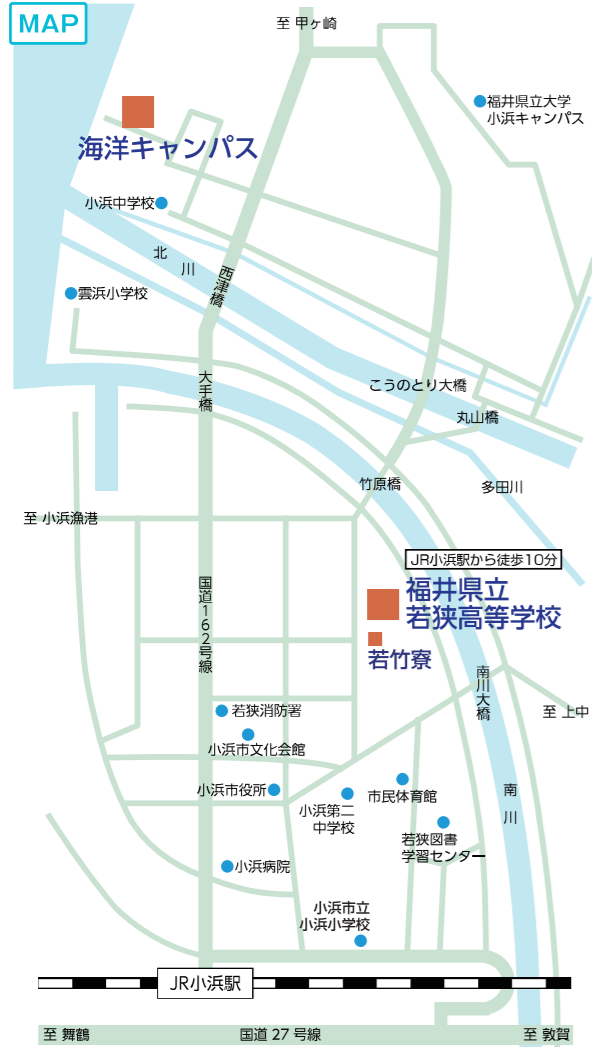 MAP
至 甲ヶ崎
福井県立大学
小浜キャンパス
海洋キャンパス
小浜中学校
北川
西津橋
雲浜小学校
大手橋
こうのとり大橋
丸山橋
竹原橋
多田川
至 小浜漁港
JR小浜駅から徒歩10分
福井県立
若狭高等学校
国道162号線
若竹寮
南川大橋
至 上中
若狭消防署
小浜市文化会館
小浜市役所
小浜第二
中学校
市民体育館
南川
若狭図書
学習センター
小浜病院
小浜市立
小浜小学校
JR小浜駅
至 舞鶴
国道 27 号線
至 敦賀